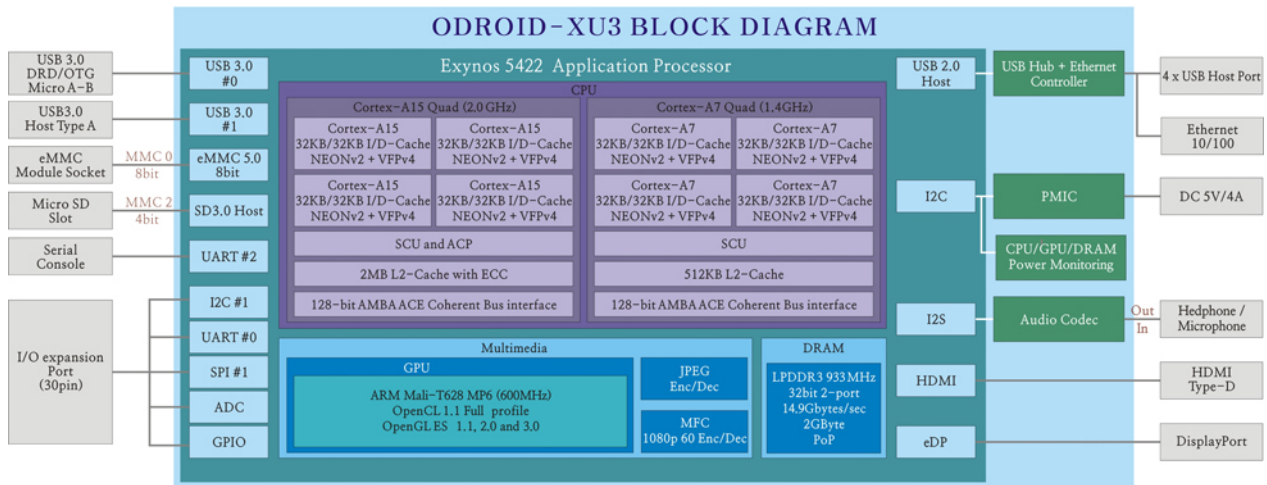 ODROID-XU3 BLOCK DIAGRAM
USB 3.0
DRD/OTG
Micro A-B
USB3.0
Host Type A
eMMC
Module Socket
MMC 0
8bit
Micro SD
Slot
MMC 2
4bit
Serial
Console
I/O expansion
Port
(30pin)
USB 3.0
#0
USB 3.0
#1
eMMC 5.0
8bit
SD3.0 Host
UART #2
I2C #1
UART #0
SPI #1
ADC
GPIO
Exynos 5422 Application Processor
CPU
Cortex-A15 Quad (2.0GHz)
Cortex-A15
32KB/32KB I/D-Cache
NEONv2 + VFPv4
Cortex-A15
32KB/32KB I/D-Cache
NEONv2 + VFPv4
Cortex-A15
32KB/32KB I/D-Cache
NEONv2 + VFPv4
Cortex-A15
32KB/32KB I/D-Cache
NEONv2 + VFPv4
SCU and ACP
2MB L2-Cache with ECC
128-bit AMBAACE Coherent Bus interface
Cortex-A7 Quad (1.4GHz)
Cortex-A7
32KB/32KB I/D-Cache
NEONv2 + VFPv4
Cortex-A7
32KB/32KB I/D-Cache
NEONv2 + VFPv4
Cortex-A7
32KB/32KB I/D-Cache
NEONv2 + VFPv4
Cortex-A7
32KB/32KB I/D-Cache
NEONv2 + VFPv4
SCU
512KB L2-Cache
128-bit AMBAACE Coherent Bus interface
Multimedia
GPU
ARM Mali-T628 MP6 (600MHz)
OpenCL 1.1 Full profile
OpenGL ES 1.1, 2.0 and 3.0
JPEG
Enc/Dec
MFC
1080p 60 Enc/Dec
DRAM
LPDDR3 933MHz
32bit 2-port
14.9Gbytes/sec
2GByte
PoP
USB 2.0
Host
I2C
I2S
HDMI
eDP
USB Hub + Ethernet
Controller
PMIC
CPU/GPU/DRAM
Power Monitoring
Audio Codec
Out
In
4 x USB Host Port
Ethernet
10/100
DC 5V/4A
Hedphone /
Microphone
HDMI
Type-D
DisplayPort